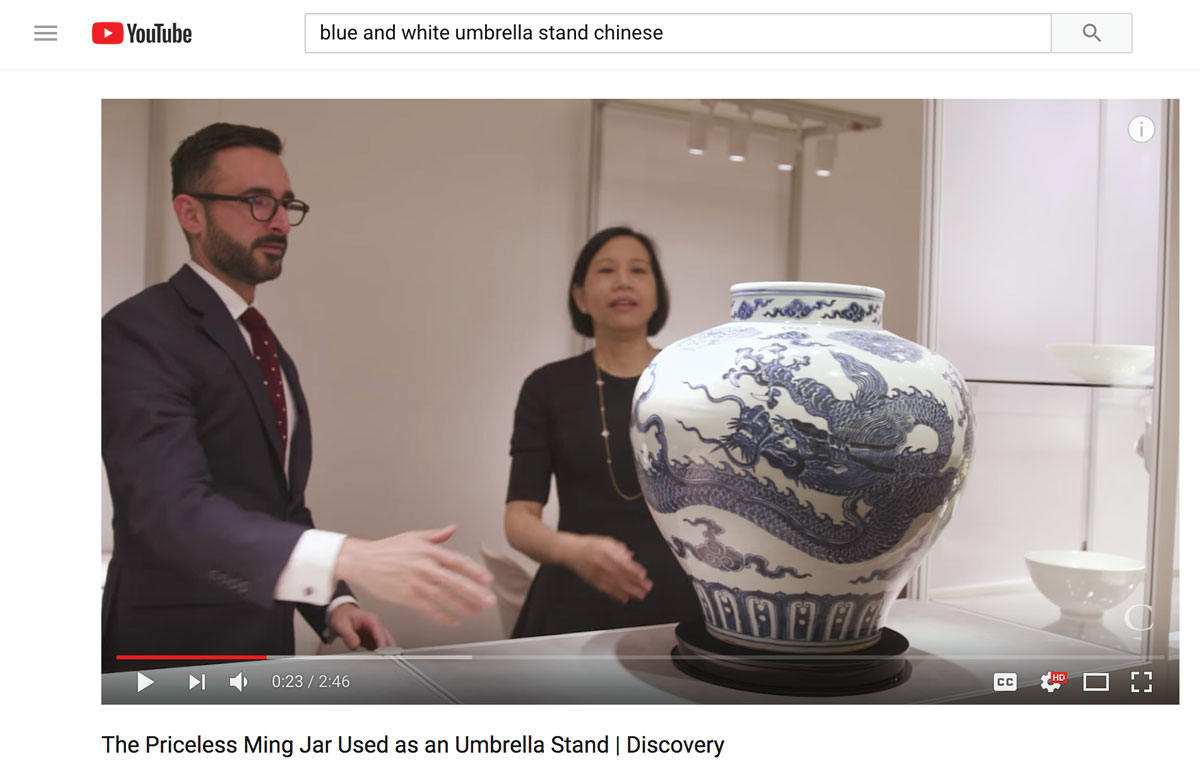 YouTube
blue and white umbrella stand chinese
i
0:23 / 2:46
CC
HD
The Priceless Ming Jar Used as an Umbrella Stand | Discovery